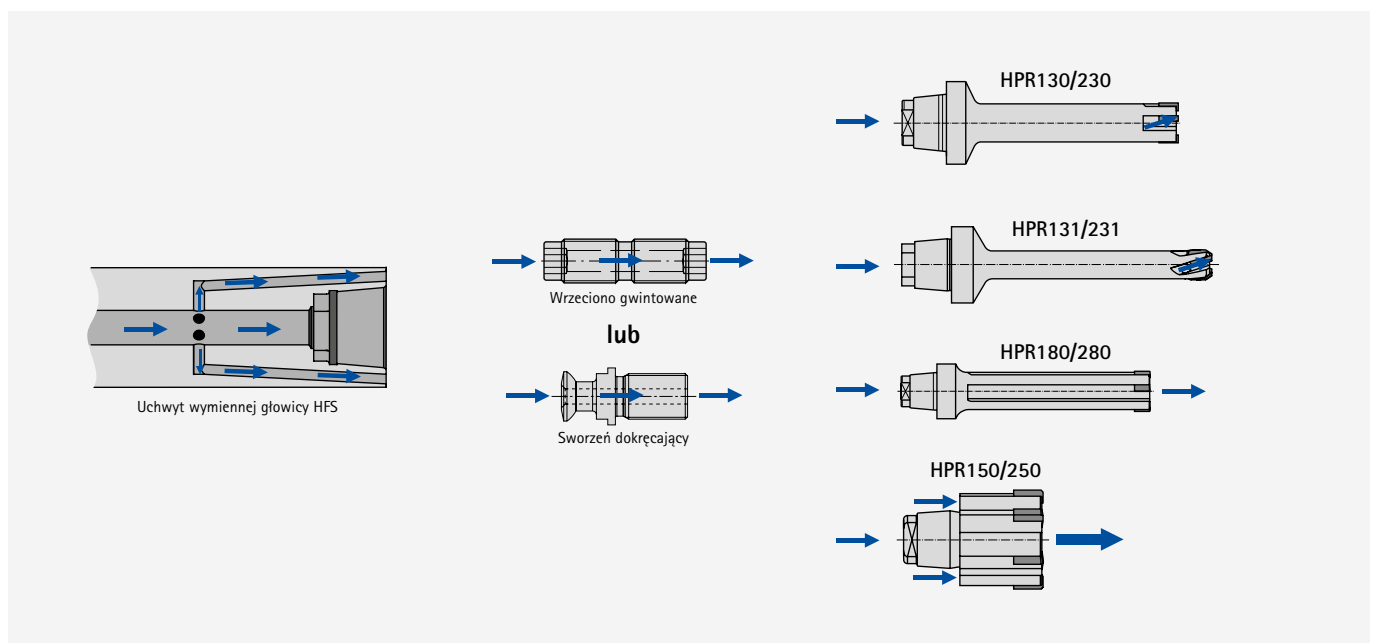 Uchwyt wymiennej głowicy HFS
Wrzeciono gwintowane
lub
Sworzeń dokręcający
HPR130/230
HPR131/231
HPR180/280
HPR150/250